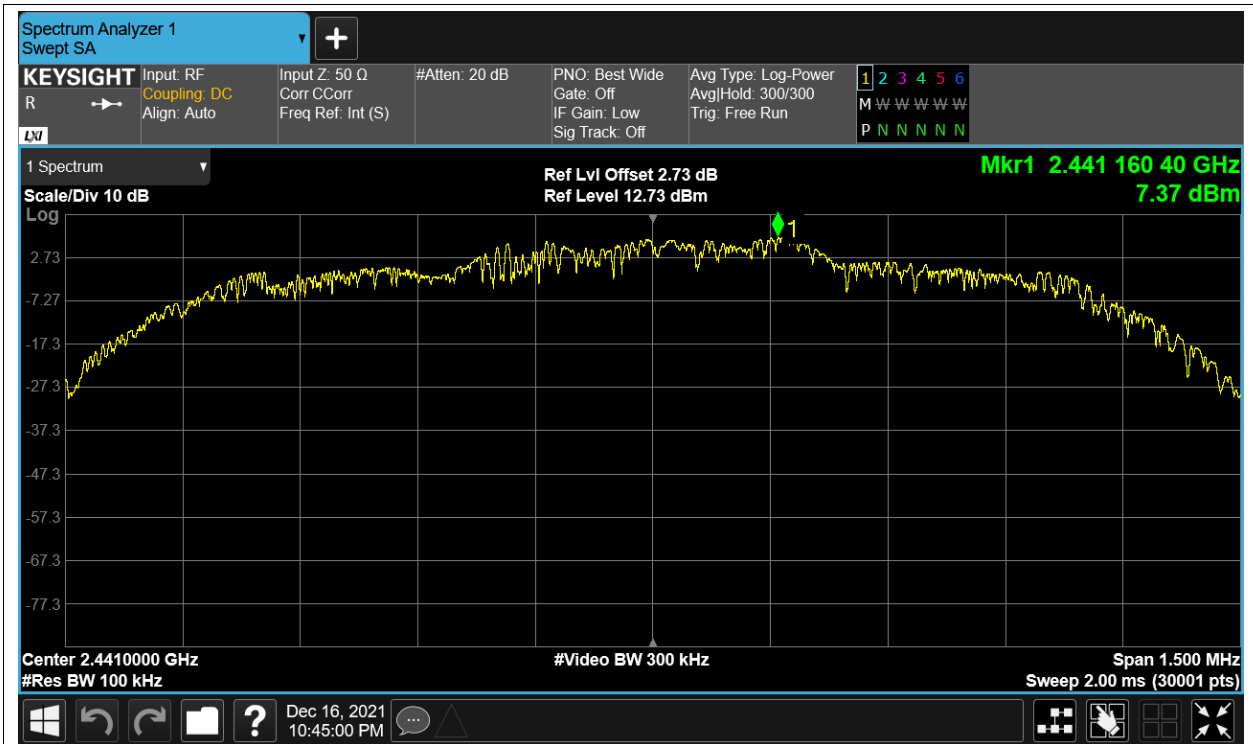 Spectrum Analyzer 1
Swept SA
KEYSIGHT
R
LXI
Input: RF
Coupling: DC
Align: Auto
Input Z: 50 Ω
Corr CCorr
Freq Ref: Int (S)
#Atten: 20 dB
PNO: Best Wide
Gate: Off
IF Gain: Low
Sig Track: Off
Avg Type: Log-Power
Avg|Hold: 300/300
Trig: Free Run
1 2 3 4 5 6
M W W W W W
P N N N N N
1 Spectrum
Scale/Div 10 dB
Log
Ref Lvl Offset 2.73 dB
Ref Level 12.73 dBm
Mkr1 2.441 160 40 GHz
7.37 dBm
1
2.73
-7.27
-17.3
-27.3
-37.3
-47.3
-57.3
-67.3
-77.3
Center 2.4410000 GHz
#Res BW 100 kHz
#Video BW 300 kHz
Span 1.500 MHz
Sweep 2.00 ms (30001 pts)
?
Dec 16, 2021
10:45:00 PM